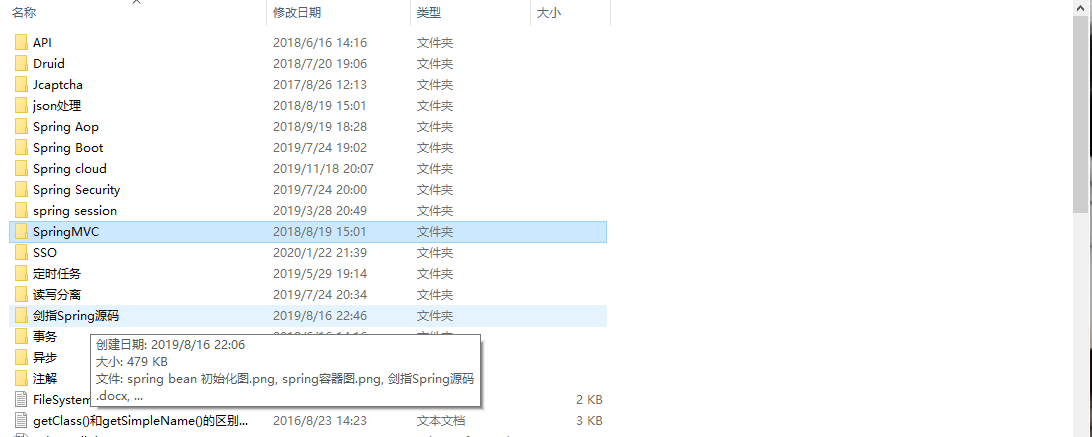 名称 修改日期 类型 大小
API 2018/6/16 14:16 文件夹
Druid 2018/7/20 19:06 文件夹
Jcaptcha 2017/8/26 12:13 文件夹
json处理 2018/8/19 15:01 文件夹
Spring Aop 2018/9/19 18:28 文件夹
Spring Boot 2019/7/24 19:02 文件夹
Spring cloud 2019/11/18 20:07 文件夹
Spring Security 2019/7/24 20:00 文件夹
spring session 2019/3/28 20:49 文件夹
SpringMVC 2018/8/19 15:01 文件夹
SSO 2020/1/22 21:39 文件夹
定时任务 2019/5/29 19:14 文件夹
读写分离 2019/7/24 20:34 文件夹
剑指Spring源码 2019/8/16 22:46 文件夹
事务
创建日期: 2019/8/16 22:06
异步
大小: 479 KB
注解
文件: spring bean 初始化图.png, spring容器图.png, 剑指Spring源码
.docx, ...
FileSystem 2 KB
getClass()和getSimpleName()的区别... 2016/8/23 14:23 文本文档 3 KB